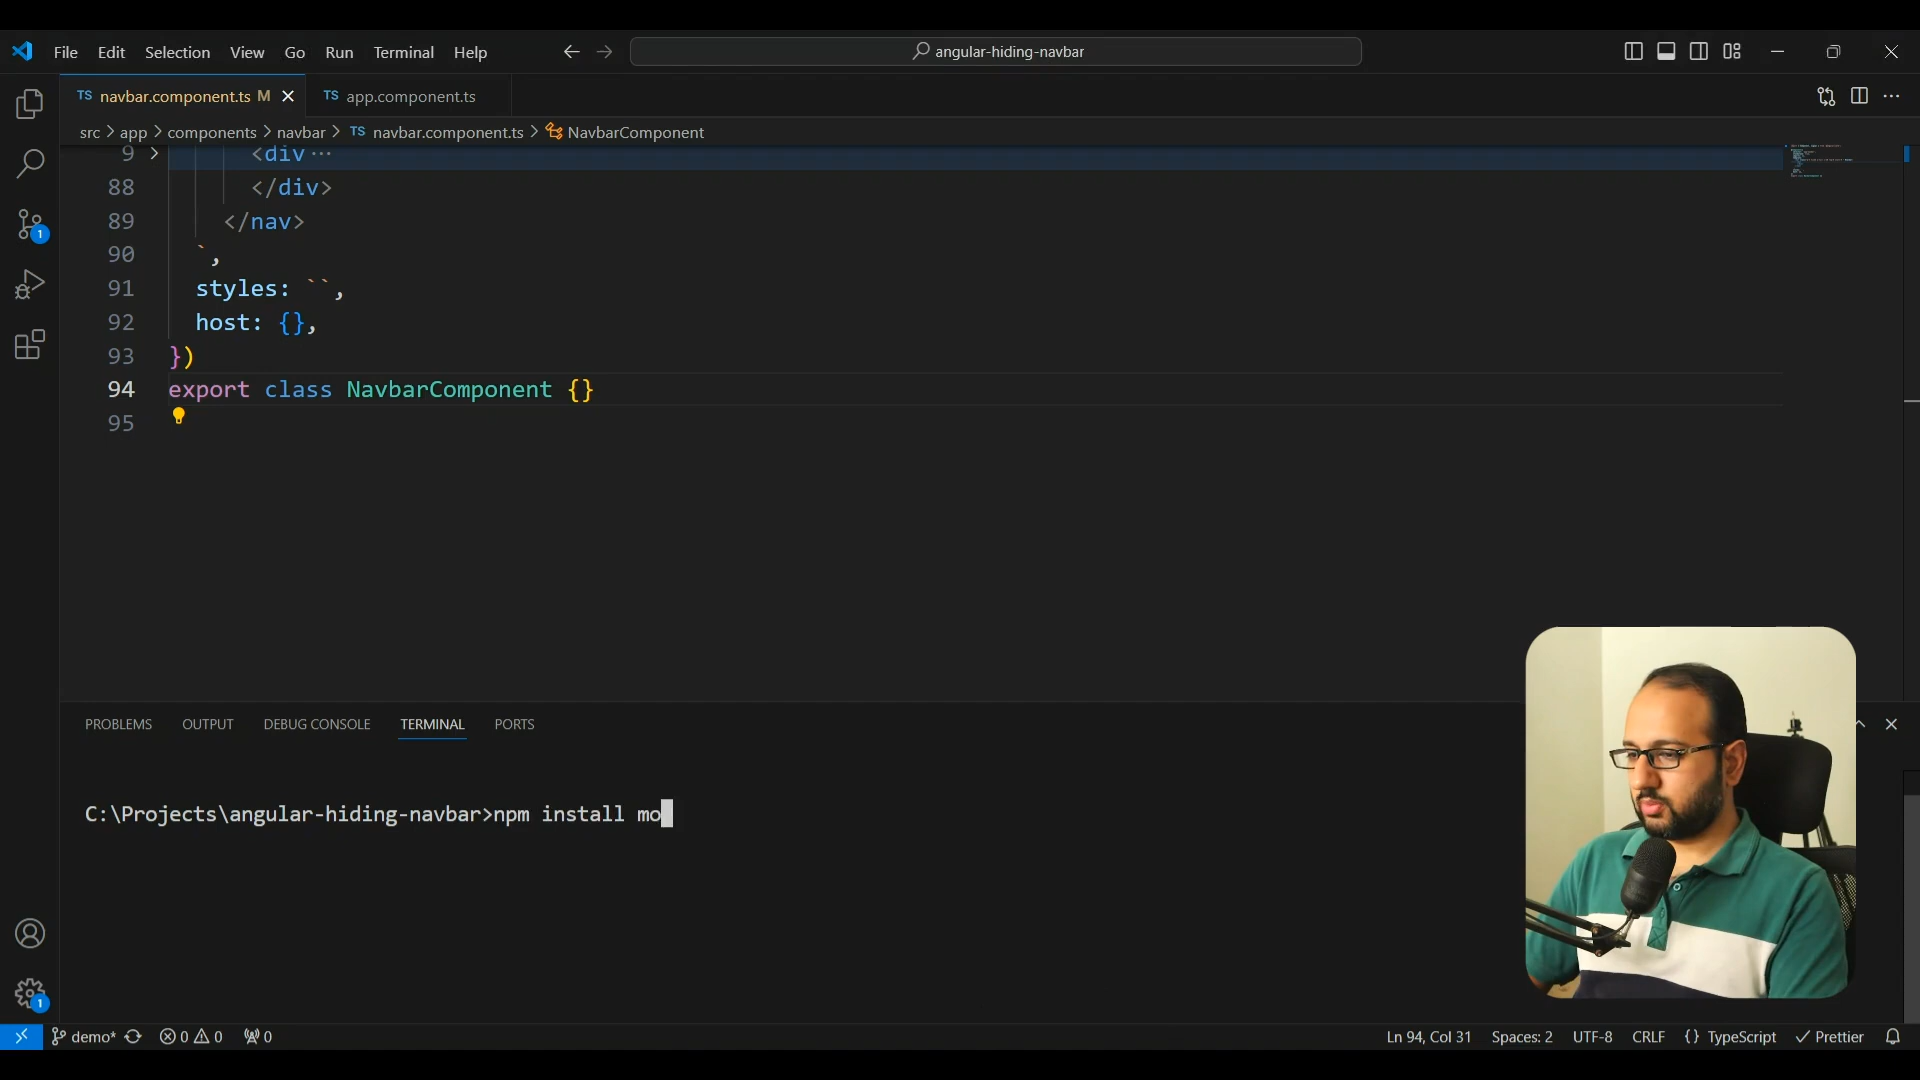 File Edit Selection View Go Run Terminal Help
angular-hiding-navbar
TS navbar.component.ts M
TS app.component.ts
src > app > components > navbar > TS navbar.component.ts > NavbarComponent
9 > <div ···
88 </div>
89 </nav>
90 `,
91 styles: ``,
92 host: {},
93 })
94 export class NavbarComponent {}
95
1
PROBLEMS OUTPUT DEBUG CONSOLE TERMINAL PORTS
C:\Projects\angular-hiding-navbar>npm install mo
1
demo* 0 0 0 Ln 94, Col 31 Spaces: 2 UTF-8 CRLF {} TypeScript Prettier